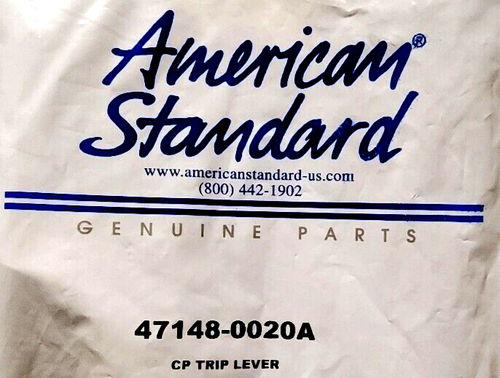 American®
Standard
www.americanstandard-us.com
(800) 442-1902
GENUINE PARTS
47148-0020A
CP TRIP LEVER